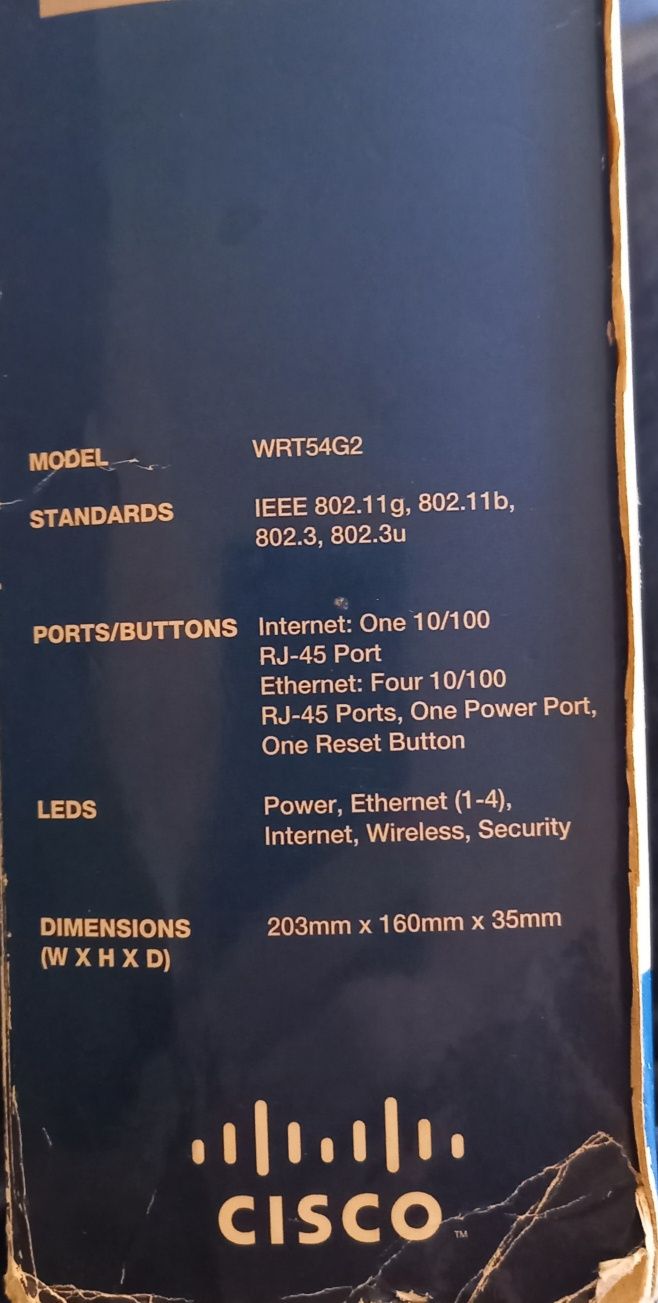 MODEL WRT54G2
STANDARDS IEEE 802.11g, 802.11b,
802.3, 802.3u
PORTS/BUTTONS Internet: One 10/100
RJ-45 Port
Ethernet: Four 10/100
RJ-45 Ports, One Power Port,
One Reset Button
LEDS Power, Ethernet (1-4),
Internet, Wireless, Security
DIMENSIONS 203mm x 160mm x 35mm
(W X H X D)
CISCO™